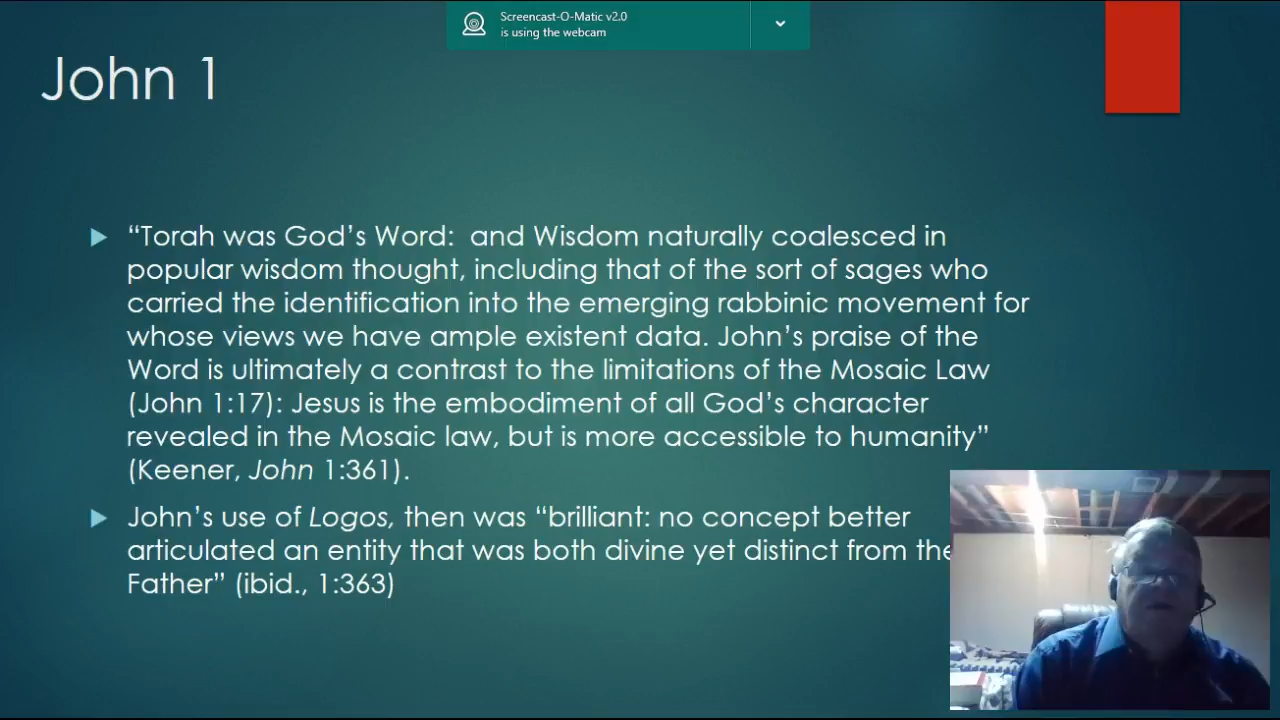 Screencast-O-Matic v2.0
is using the webcam
John 1
“Torah was God’s Word:  and Wisdom naturally coalesced in
popular wisdom thought, including that of the sort of sages who
carried the identification into the emerging rabbinic movement for
whose views we have ample existent data. John’s praise of the
Word is ultimately a contrast to the limitations of the Mosaic Law
(John 1:17): Jesus is the embodiment of all God’s character
revealed in the Mosaic law, but is more accessible to humanity”
(Keener, John 1:361).
John’s use of Logos, then was “brilliant: no concept better
articulated an entity that was both divine yet distinct from the
Father” (ibid., 1:363)